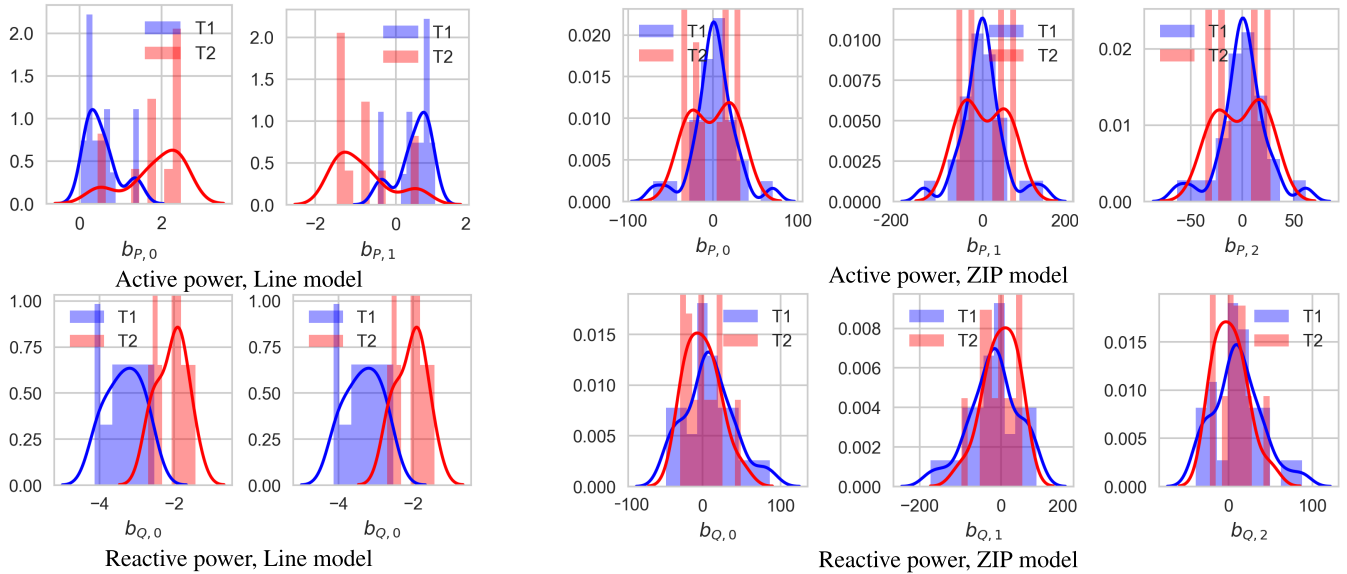 2.0
1.5
1.0
0.5
0.0
T1
T2
0
2
b_{P,0}
2.0
1.5
1.0
0.5
0.0
T1
T2
−2
0
2
b_{P,1}
Active power, Line model
0.020
0.015
0.010
0.005
0.000
T1
T2
−100
0
100
b_{P,0}
0.0100
0.0075
0.0050
0.0025
0.0000
T1
T2
−200
0
200
b_{P,1}
0.02
0.01
0.00
T1
T2
−50
0
50
b_{P,2}
Active power, ZIP model
1.00
0.75
0.50
0.25
0.00
T1
T2
−4
−2
b_{Q,0}
1.00
0.75
0.50
0.25
0.00
T1
T2
−4
−2
b_{Q,0}
Reactive power, Line model
0.015
0.010
0.005
0.000
T1
T2
−100
0
100
b_{Q,0}
0.008
0.006
0.004
0.002
0.000
T1
T2
−200
0
200
b_{Q,1}
0.015
0.010
0.005
0.000
T1
T2
0
100
b_{Q,2}
Reactive power, ZIP model